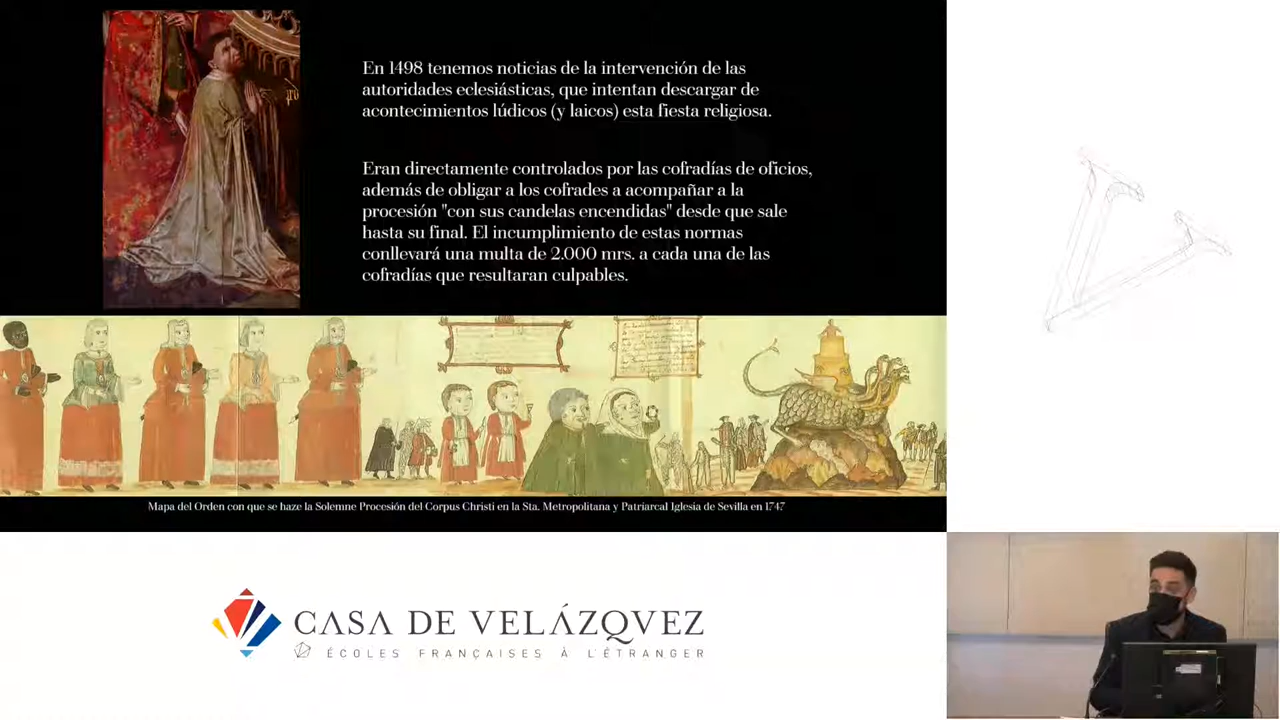 En 1498 tenemos noticias de la intervención de las
autoridades eclesiásticas, que intentan descargar de
acontecimientos lúdicos (y laicos) esta fiesta religiosa.
Eran directamente controlados por las cofradías de oficios,
además de obligar a los cofrades a acompañar a la
procesión "con sus candelas encendidas" desde que sale
hasta su final. El incumplimiento de estas normas
conllevará una multa de 2.000 mrs. a cada una de las
cofradías que resultaran culpables.
Mapa del Orden con que se haze la Solemne Procesión del Corpus Christi en la Sta. Metropolitana y Patriarcal Iglesia de Sevilla en 1747
CASA DE VELÁZQVEZ
ÉCOLES FRANÇAISES À L'ÉTRANGER